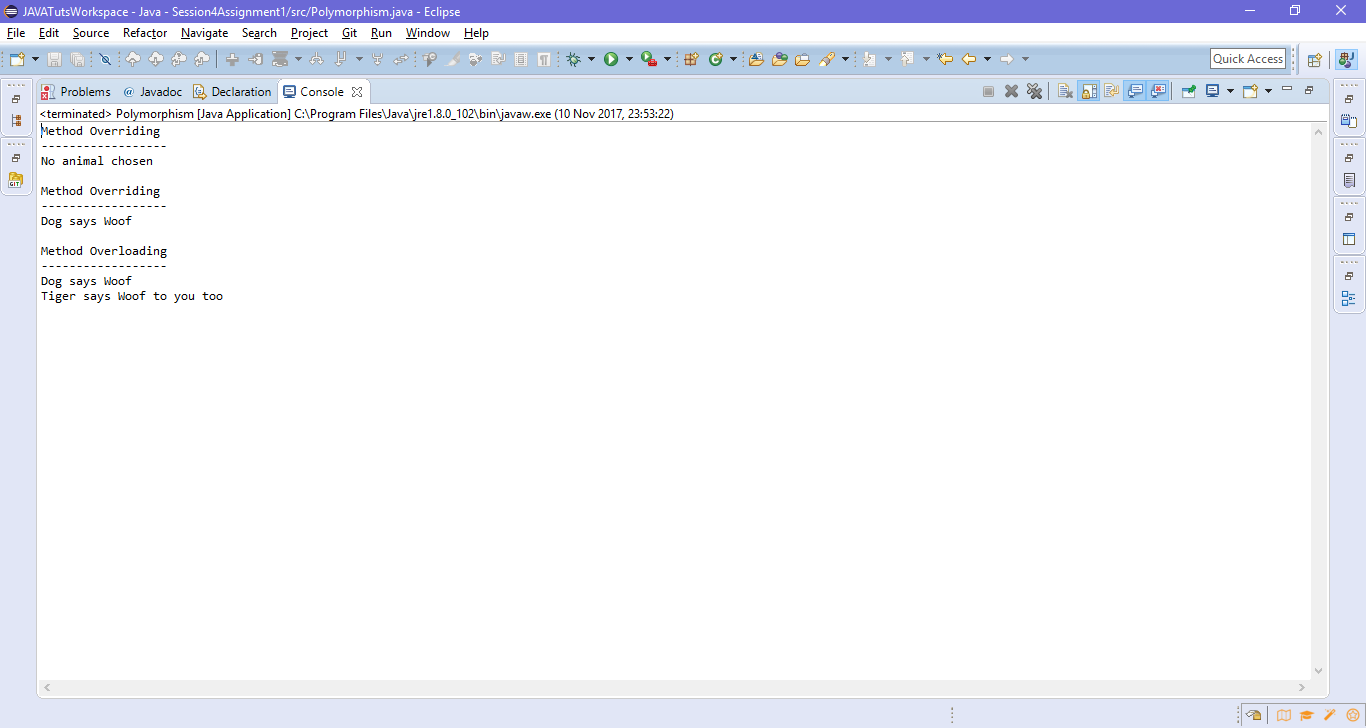 JAVATutsWorkspace - Java - Session4Assignment1/src/Polymorphism.java - Eclipse
File Edit Source Refactor Navigate Search Project Git Run Window Help
Quick Access
Problems @ Javadoc Declaration Console
<terminated> Polymorphism [Java Application] C:\Program Files\Java\jre1.8.0_102\bin\javaw.exe (10 Nov 2017, 23:53:22)
Method Overriding
------------------
No animal chosen
Method Overriding
------------------
Dog says Woof
Method Overloading
------------------
Dog says Woof
Tiger says Woof to you too
GIT